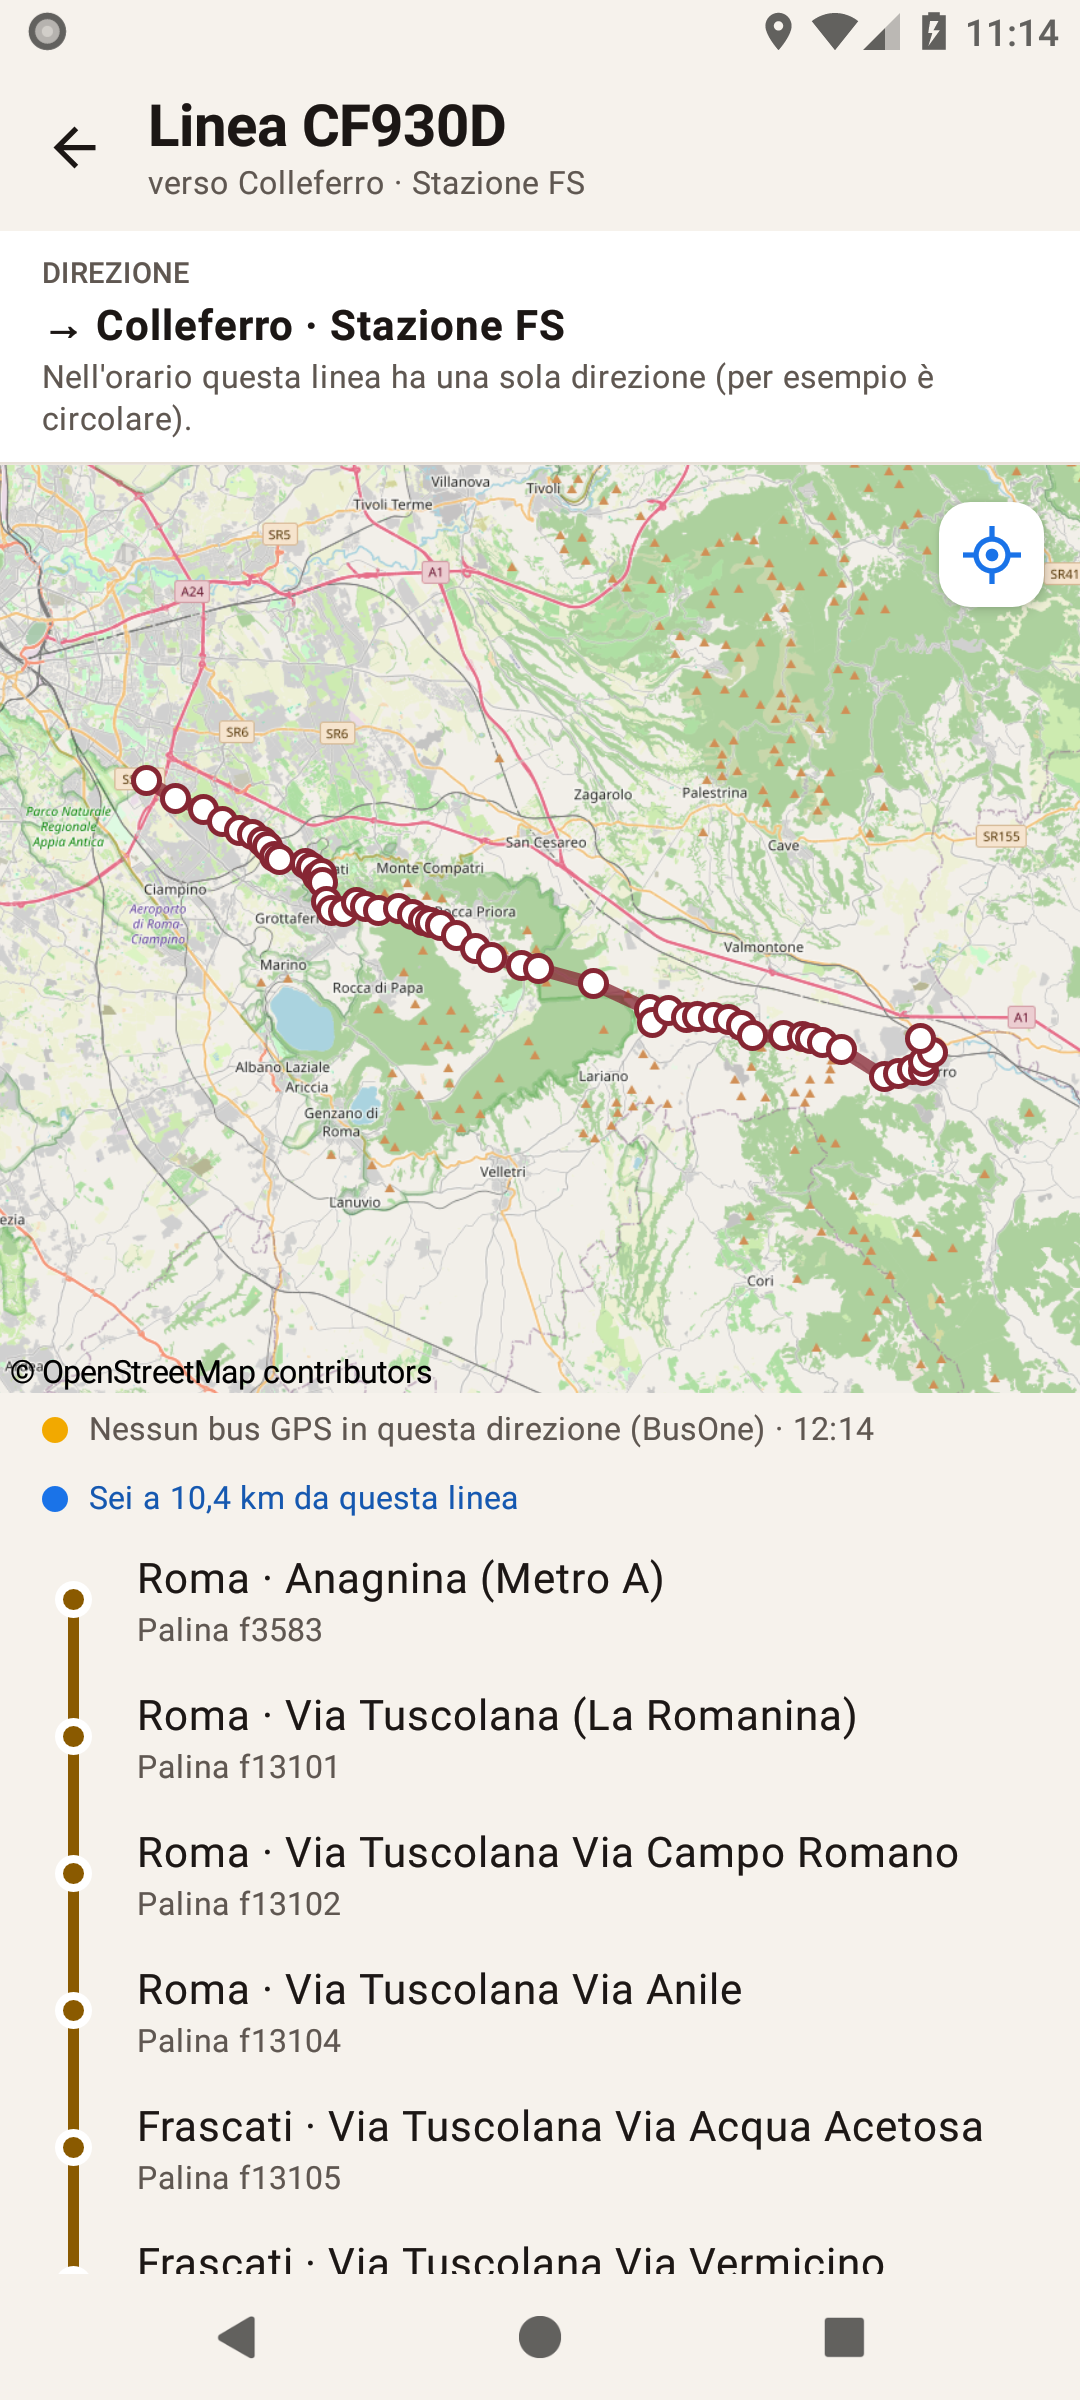 11:14
Linea CF930D
verso Colleferro · Stazione FS
DIREZIONE
→ Colleferro · Stazione FS
Nell'orario questa linea ha una sola direzione (per esempio è
circolare).
Villanova
Tivoli
Tivoli Terme
SR5
A1
SR41
A24
SR6
SR6
Zagarolo
Palestrina
Parco Naturale
Regionale
Appia Antica
SR155
San Cesareo
Cave
Monte Compatri
Ciampino
Aeroporto
di Roma-
Ciampino
Rocca Priora
Valmontone
Marino
Rocca di Papa
A1
Albano Laziale
Ariccia
Lariano
Genzano di
Roma
Velletri
Lanuvio
Cori
© OpenStreetMap contributors
Nessun bus GPS in questa direzione (BusOne) · 12:14
Sei a 10,4 km da questa linea
Roma · Anagnina (Metro A)
Palina f3583
Roma · Via Tuscolana (La Romanina)
Palina f13101
Roma · Via Tuscolana Via Campo Romano
Palina f13102
Roma · Via Tuscolana Via Anile
Palina f13104
Frascati · Via Tuscolana Via Acqua Acetosa
Palina f13105
Frascati · Via Tuscolana Via Vermicino